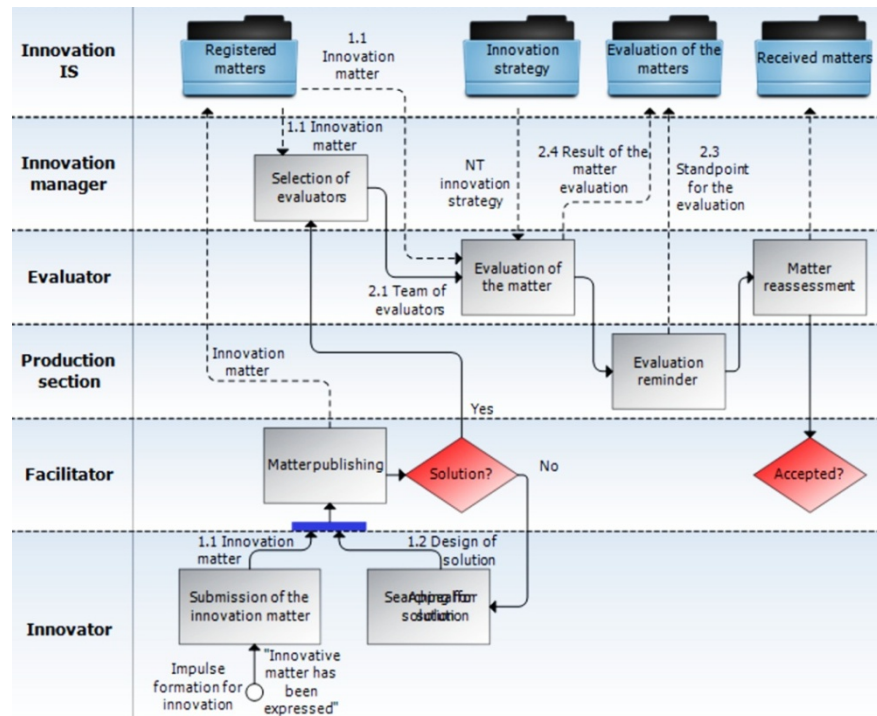 Innovation
IS
Registered
matters
1.1
Innovation
matter
Innovation
strategy
Evaluation of the
matters
Received matters
Innovation
manager
1.1 Innovation
matter
Selection of
evaluators
NT
innovation
strategy
2.4 Result of the
matter
evaluation
2.3
Standpoint
for the
evaluation
Evaluator
2.1 Team of
evaluators
Evaluation of
the matter
Matter
reassessment
Production
section
Innovation
matter
Evaluation
reminder
Yes
Facilitator
Matterpublishing
Solution?
No
Accepted?
Innovator
1.1 Innovation
matter
1.2 Design of
solution
Submission of the
innovation matter
solution
Impulse
formation for
innovation
"Innovative
matter has
been
expressed"